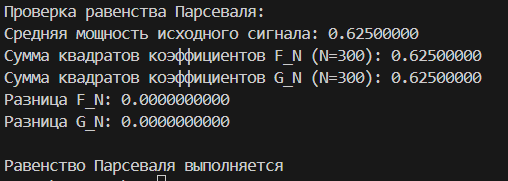 Проверка равенства Парсеваля:
Средняя мощность исходного сигнала: 0.62500000
Сумма квадратов коэффициентов F_N (N=300): 0.62500000
Сумма квадратов коэффициентов G_N (N=300): 0.62500000
Разница F_N: 0.0000000000
Разница G_N: 0.0000000000
Равенство Парсеваля выполняется